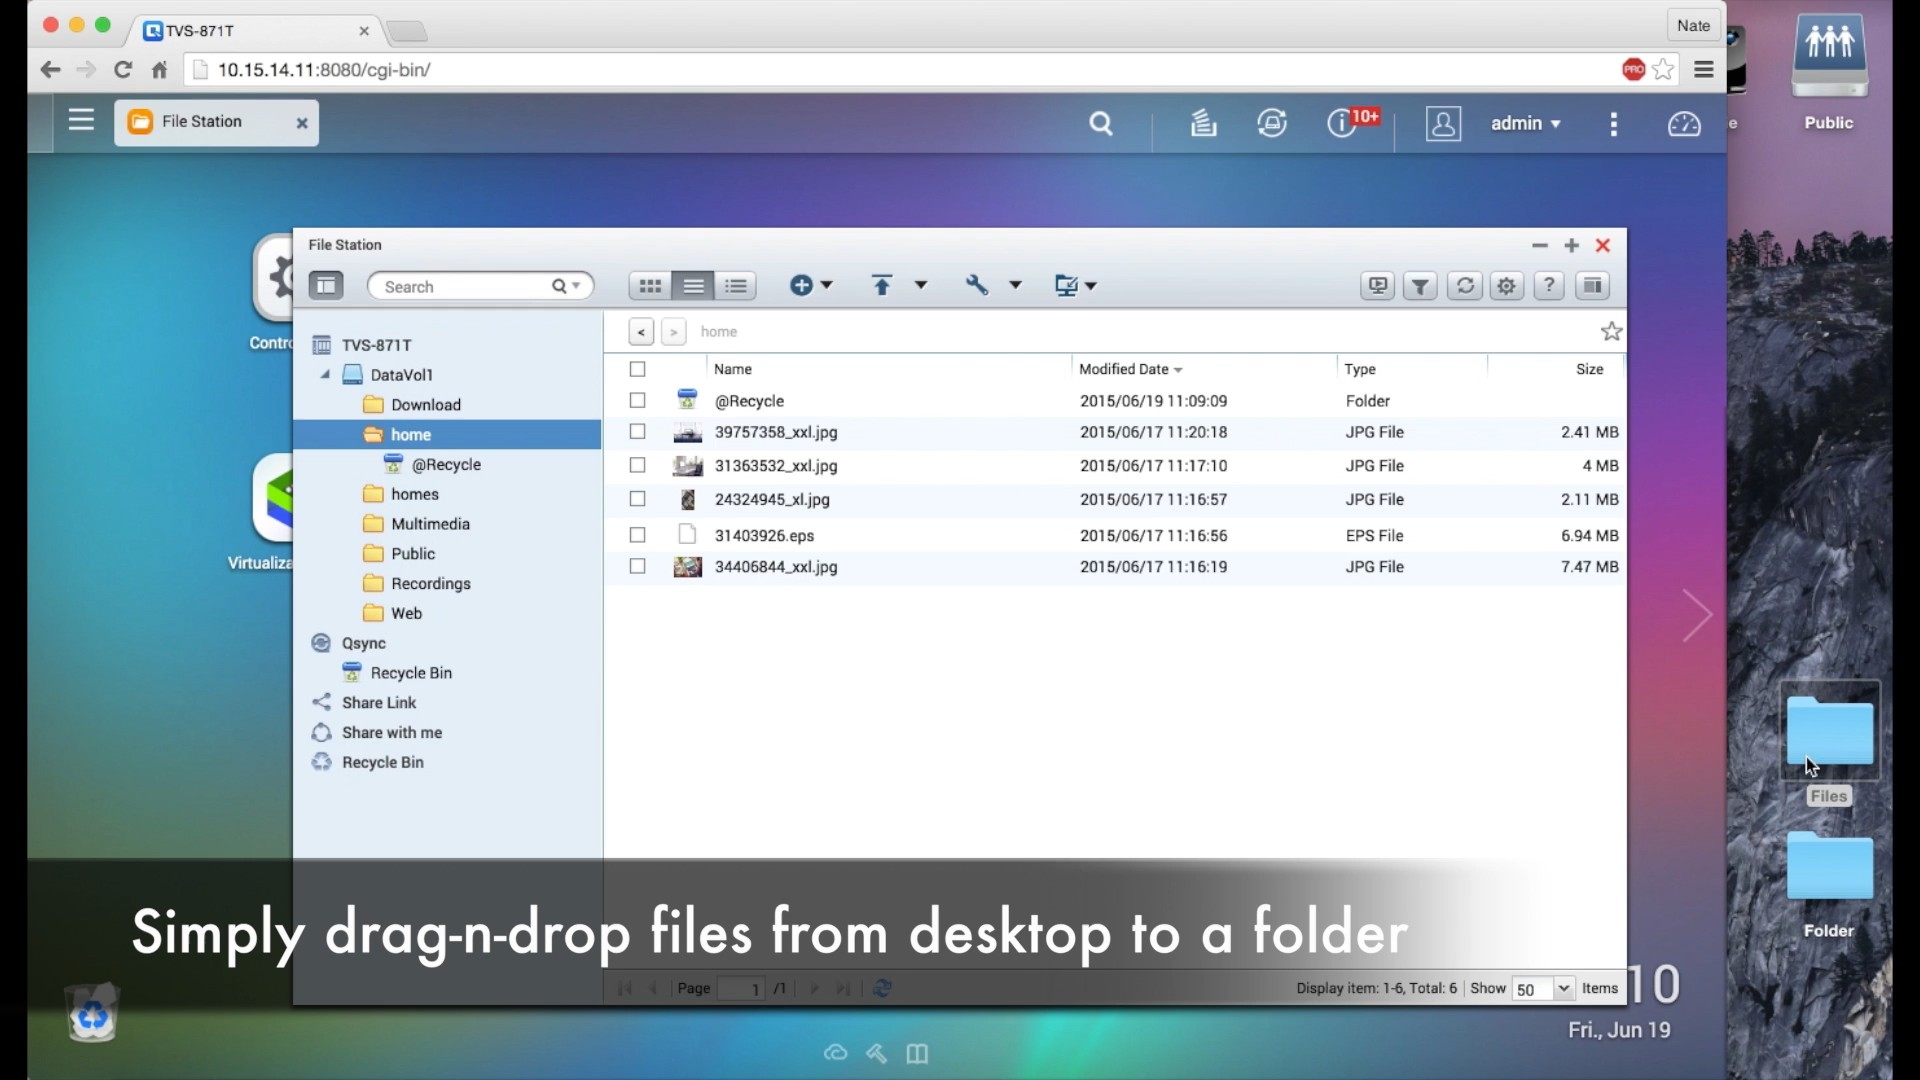 TVS-871T
Nate
10.15.14.11:8080/cgi-bin/
PRO
File Station
10+
admin
e
Public
File Station
Search
Contro
Virtualiza
TVS-871T
DataVol1
Download
home
@Recycle
homes
Multimedia
Public
Recordings
Web
Qsync
Recycle Bin
Share Link
Share with me
Recycle Bin
< > home
Name Modified Date Type Size
@Recycle 2015/06/19 11:09:09 Folder
39757358_xxl.jpg 2015/06/17 11:20:18 JPG File 2.41 MB
31363532_xxl.jpg 2015/06/17 11:17:10 JPG File 4 MB
24324945_xl.jpg 2015/06/17 11:16:57 JPG File 2.11 MB
31403926.eps 2015/06/17 11:16:56 EPS File 6.94 MB
34406844_xxl.jpg 2015/06/17 11:16:19 JPG File 7.47 MB
Files
Folder
Simply drag-n-drop files from desktop to a folder
Page 1 /1
Display item: 1-6, Total: 6 Show 50 Items
10
Fri., Jun 19